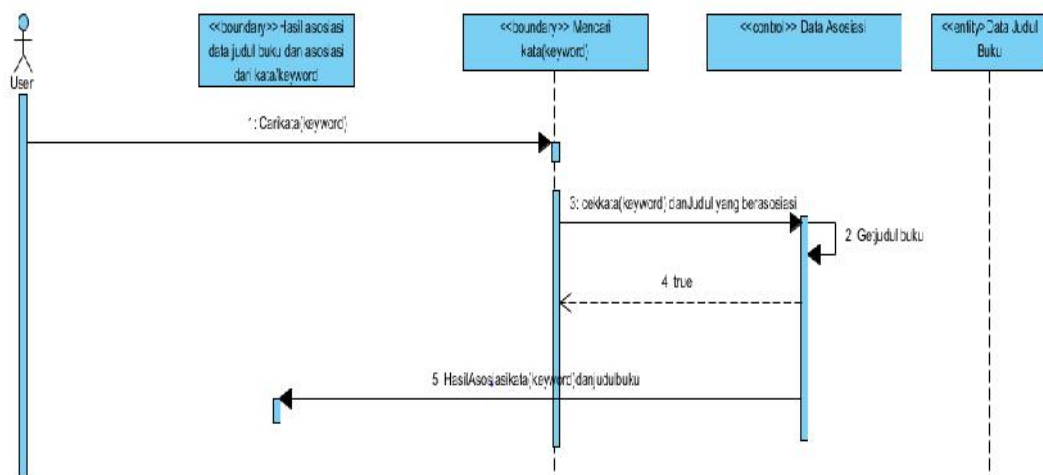 <<boundary>> Hasil asosiasi
data judul buku dan asosiasi
dari kata/keyword
<<boundary>> Mencari
kata(keyword)
<<control>> Data Asosiasi
<<entity> Data Judul
Buku
User
1: Carikata(keyword)
3: cekkata(keyword) danJudul yang berasosiasi
2 Getjudul buku
4 true
5 HasilAsosiasikata(keyword)danjudulbuku